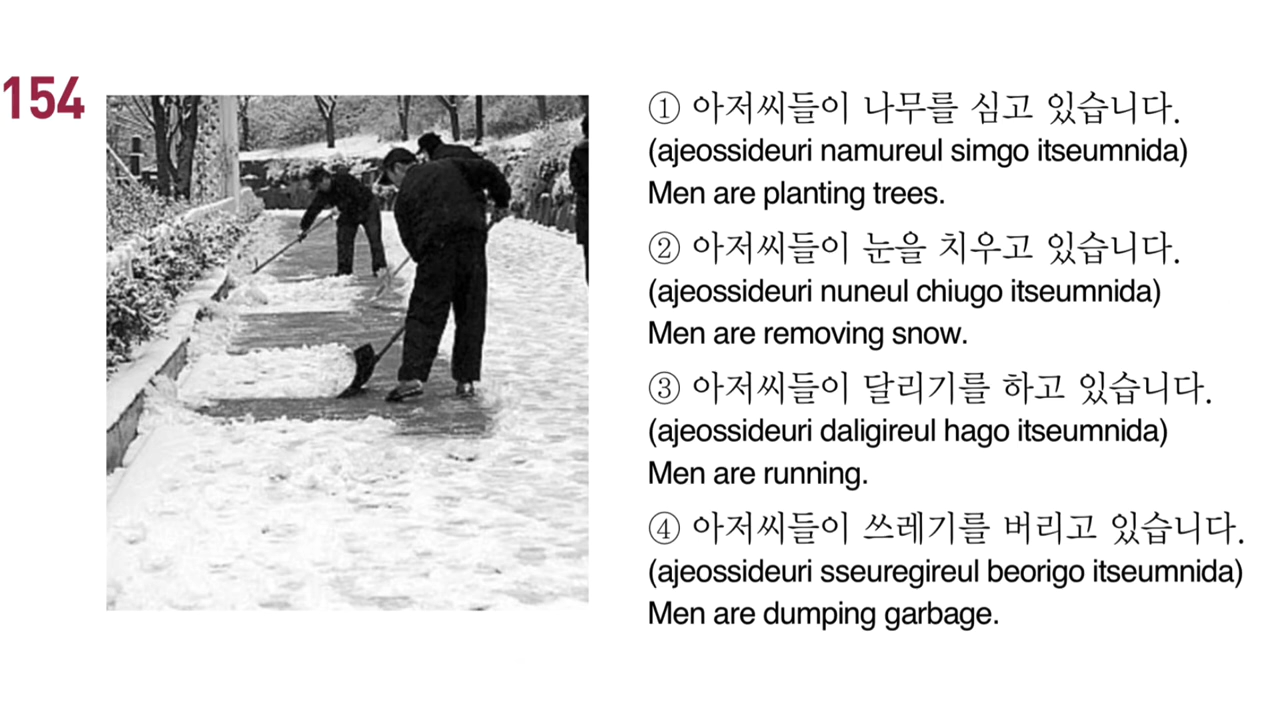 154
① 아저씨들이 나무를 심고 있습니다.
(ajeossideuri namureul simgo itseumnida)
Men are planting trees.
② 아저씨들이 눈을 치우고 있습니다.
(ajeossideuri nuneul chiugo itseumnida)
Men are removing snow.
③ 아저씨들이 달리기를 하고 있습니다.
(ajeossideuri daligireul hago itseumnida)
Men are running.
④ 아저씨들이 쓰레기를 버리고 있습니다.
(ajeossideuri sseuregireul beorigo itseumnida)
Men are dumping garbage.